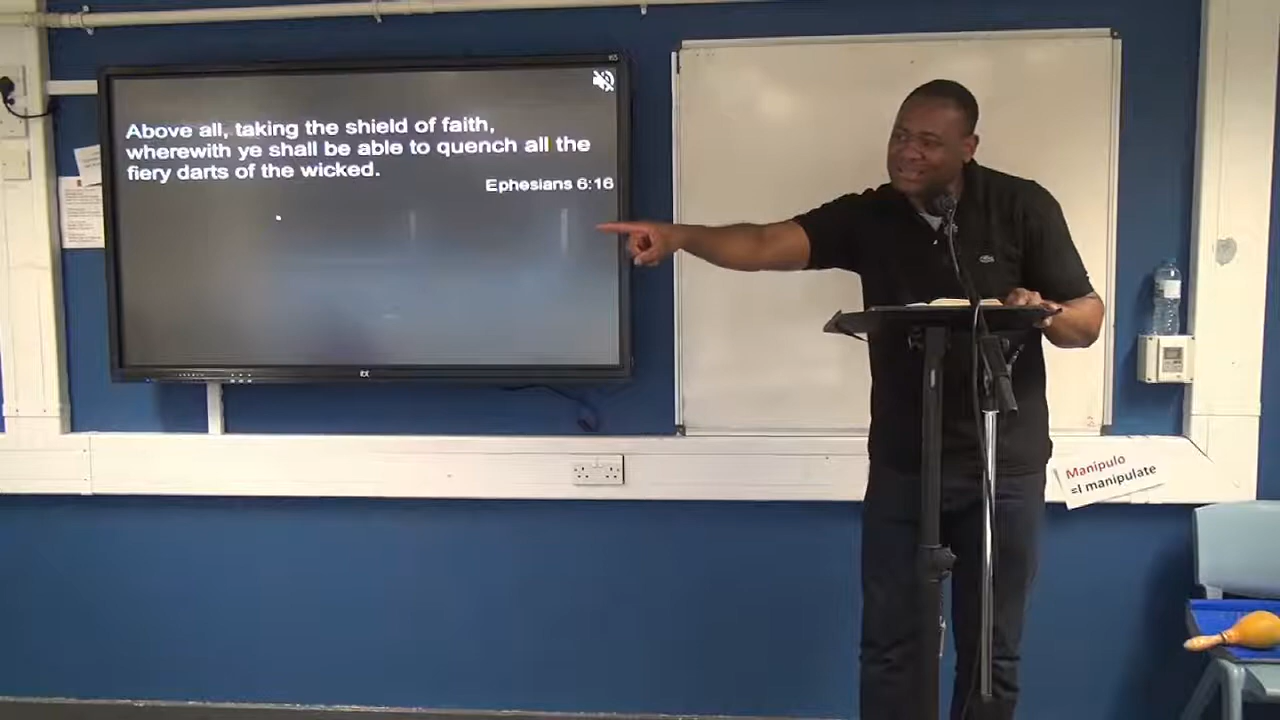 Above all, taking the shield of faith,
wherewith ye shall be able to quench all the
fiery darts of the wicked.
Ephesians 6:16
Manipulo
=I manipulate